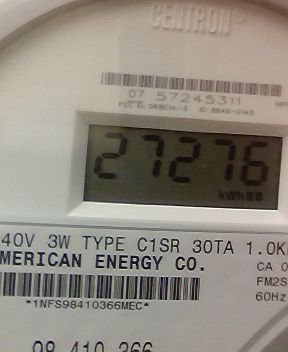 CENTRON
07 57245311
27276
kWh
40V 3W TYPE C1SR 30TA 1.0K
MERICAN ENERGY CO.
CA 0
FM2S
*1NFS98410366MEC*
60Hz
98 410 366